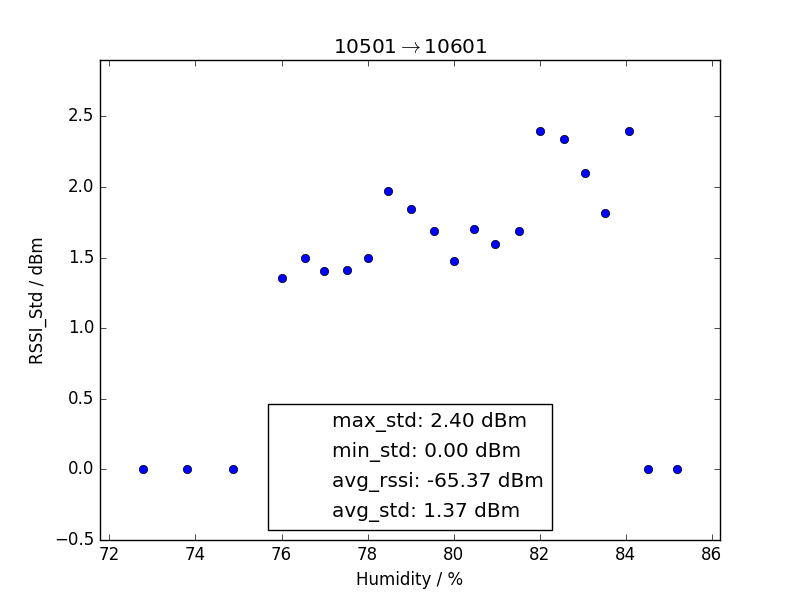 10501→10601
2.5
2.0
1.5
1.0
0.5
0.0
−0.5
RSSI_Std / dBm
max_std: 2.40 dBm
min_std: 0.00 dBm
avg_rssi: -65.37 dBm
avg_std: 1.37 dBm
72 74 76 78 80 82 84 86
Humidity / %